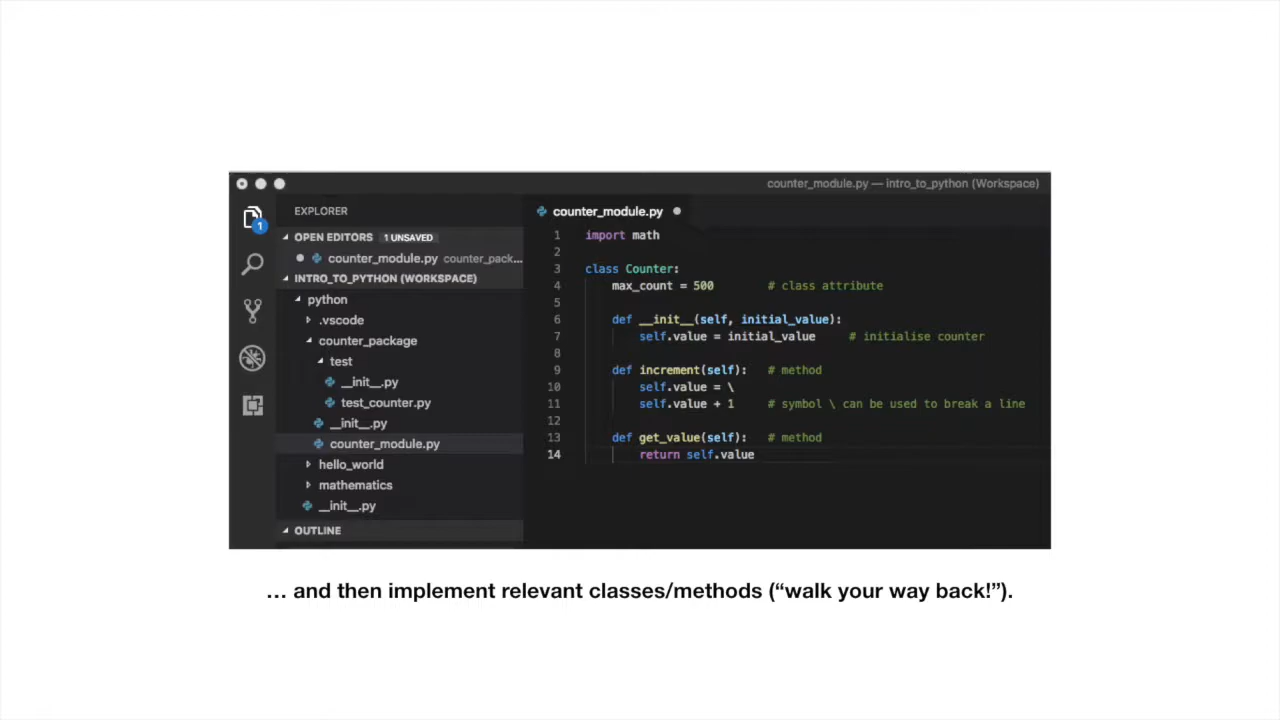 counter_module.py — intro_to_python (Workspace)
EXPLORER
OPEN EDITORS 1 UNSAVED
counter_module.py counter_pack...
INTRO_TO_PYTHON (WORKSPACE)
python
.vscode
counter_package
test
__init__.py
test_counter.py
__init__.py
counter_module.py
hello_world
mathematics
__init__.py
OUTLINE
1
counter_module.py
1 import math
2
3 class Counter:
4 max_count = 500 # class attribute
5
6 def __init__(self, initial_value):
7 self.value = initial_value # initialise counter
8
9 def increment(self): # method
10 self.value = \
11 self.value + 1 # symbol \ can be used to break a line
12
13 def get_value(self): # method
14 return self.value
… and then implement relevant classes/methods (“walk your way back!”).